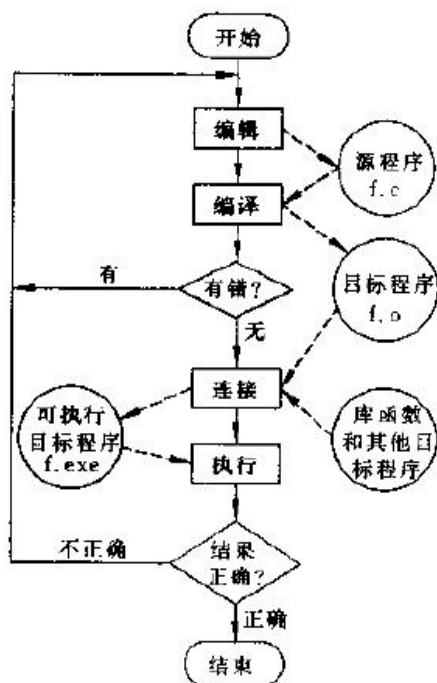 开始
编辑
源程序
f.c
编译
有
有错?
目标程序
f.o
无
连接
可执行
目标程序
f.exe
库函数
和其他目
标程序
执行
不正确
结果
正确?
正确
结束